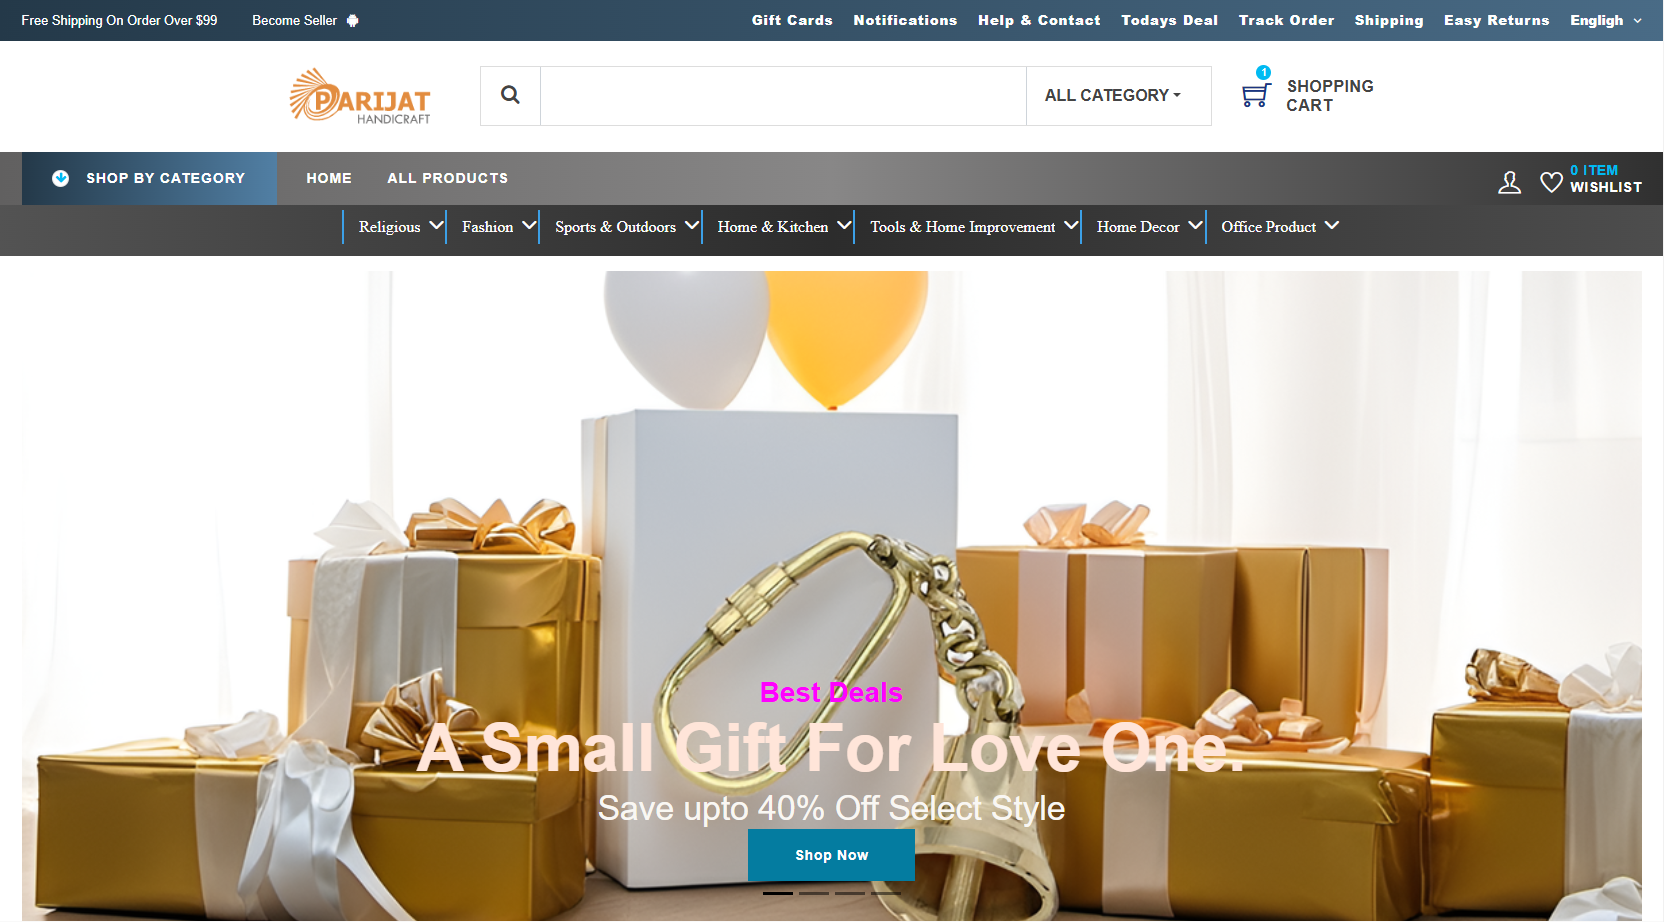 Free Shipping On Order Over $99
Become Seller
Gift Cards
Notifications
Help & Contact
Todays Deal
Track Order
Shipping
Easy Returns
Engligh
PARIJAT
HANDICRAFT
ALL CATEGORY
1
SHOPPING
CART
SHOP BY CATEGORY
HOME
ALL PRODUCTS
0 ITEM
WISHLIST
Religious
Fashion
Sports & Outdoors
Home & Kitchen
Tools & Home Improvement
Home Decor
Office Product
Best Deals
A Small Gift For Love One.
Save upto 40% Off Select Style
Shop Now